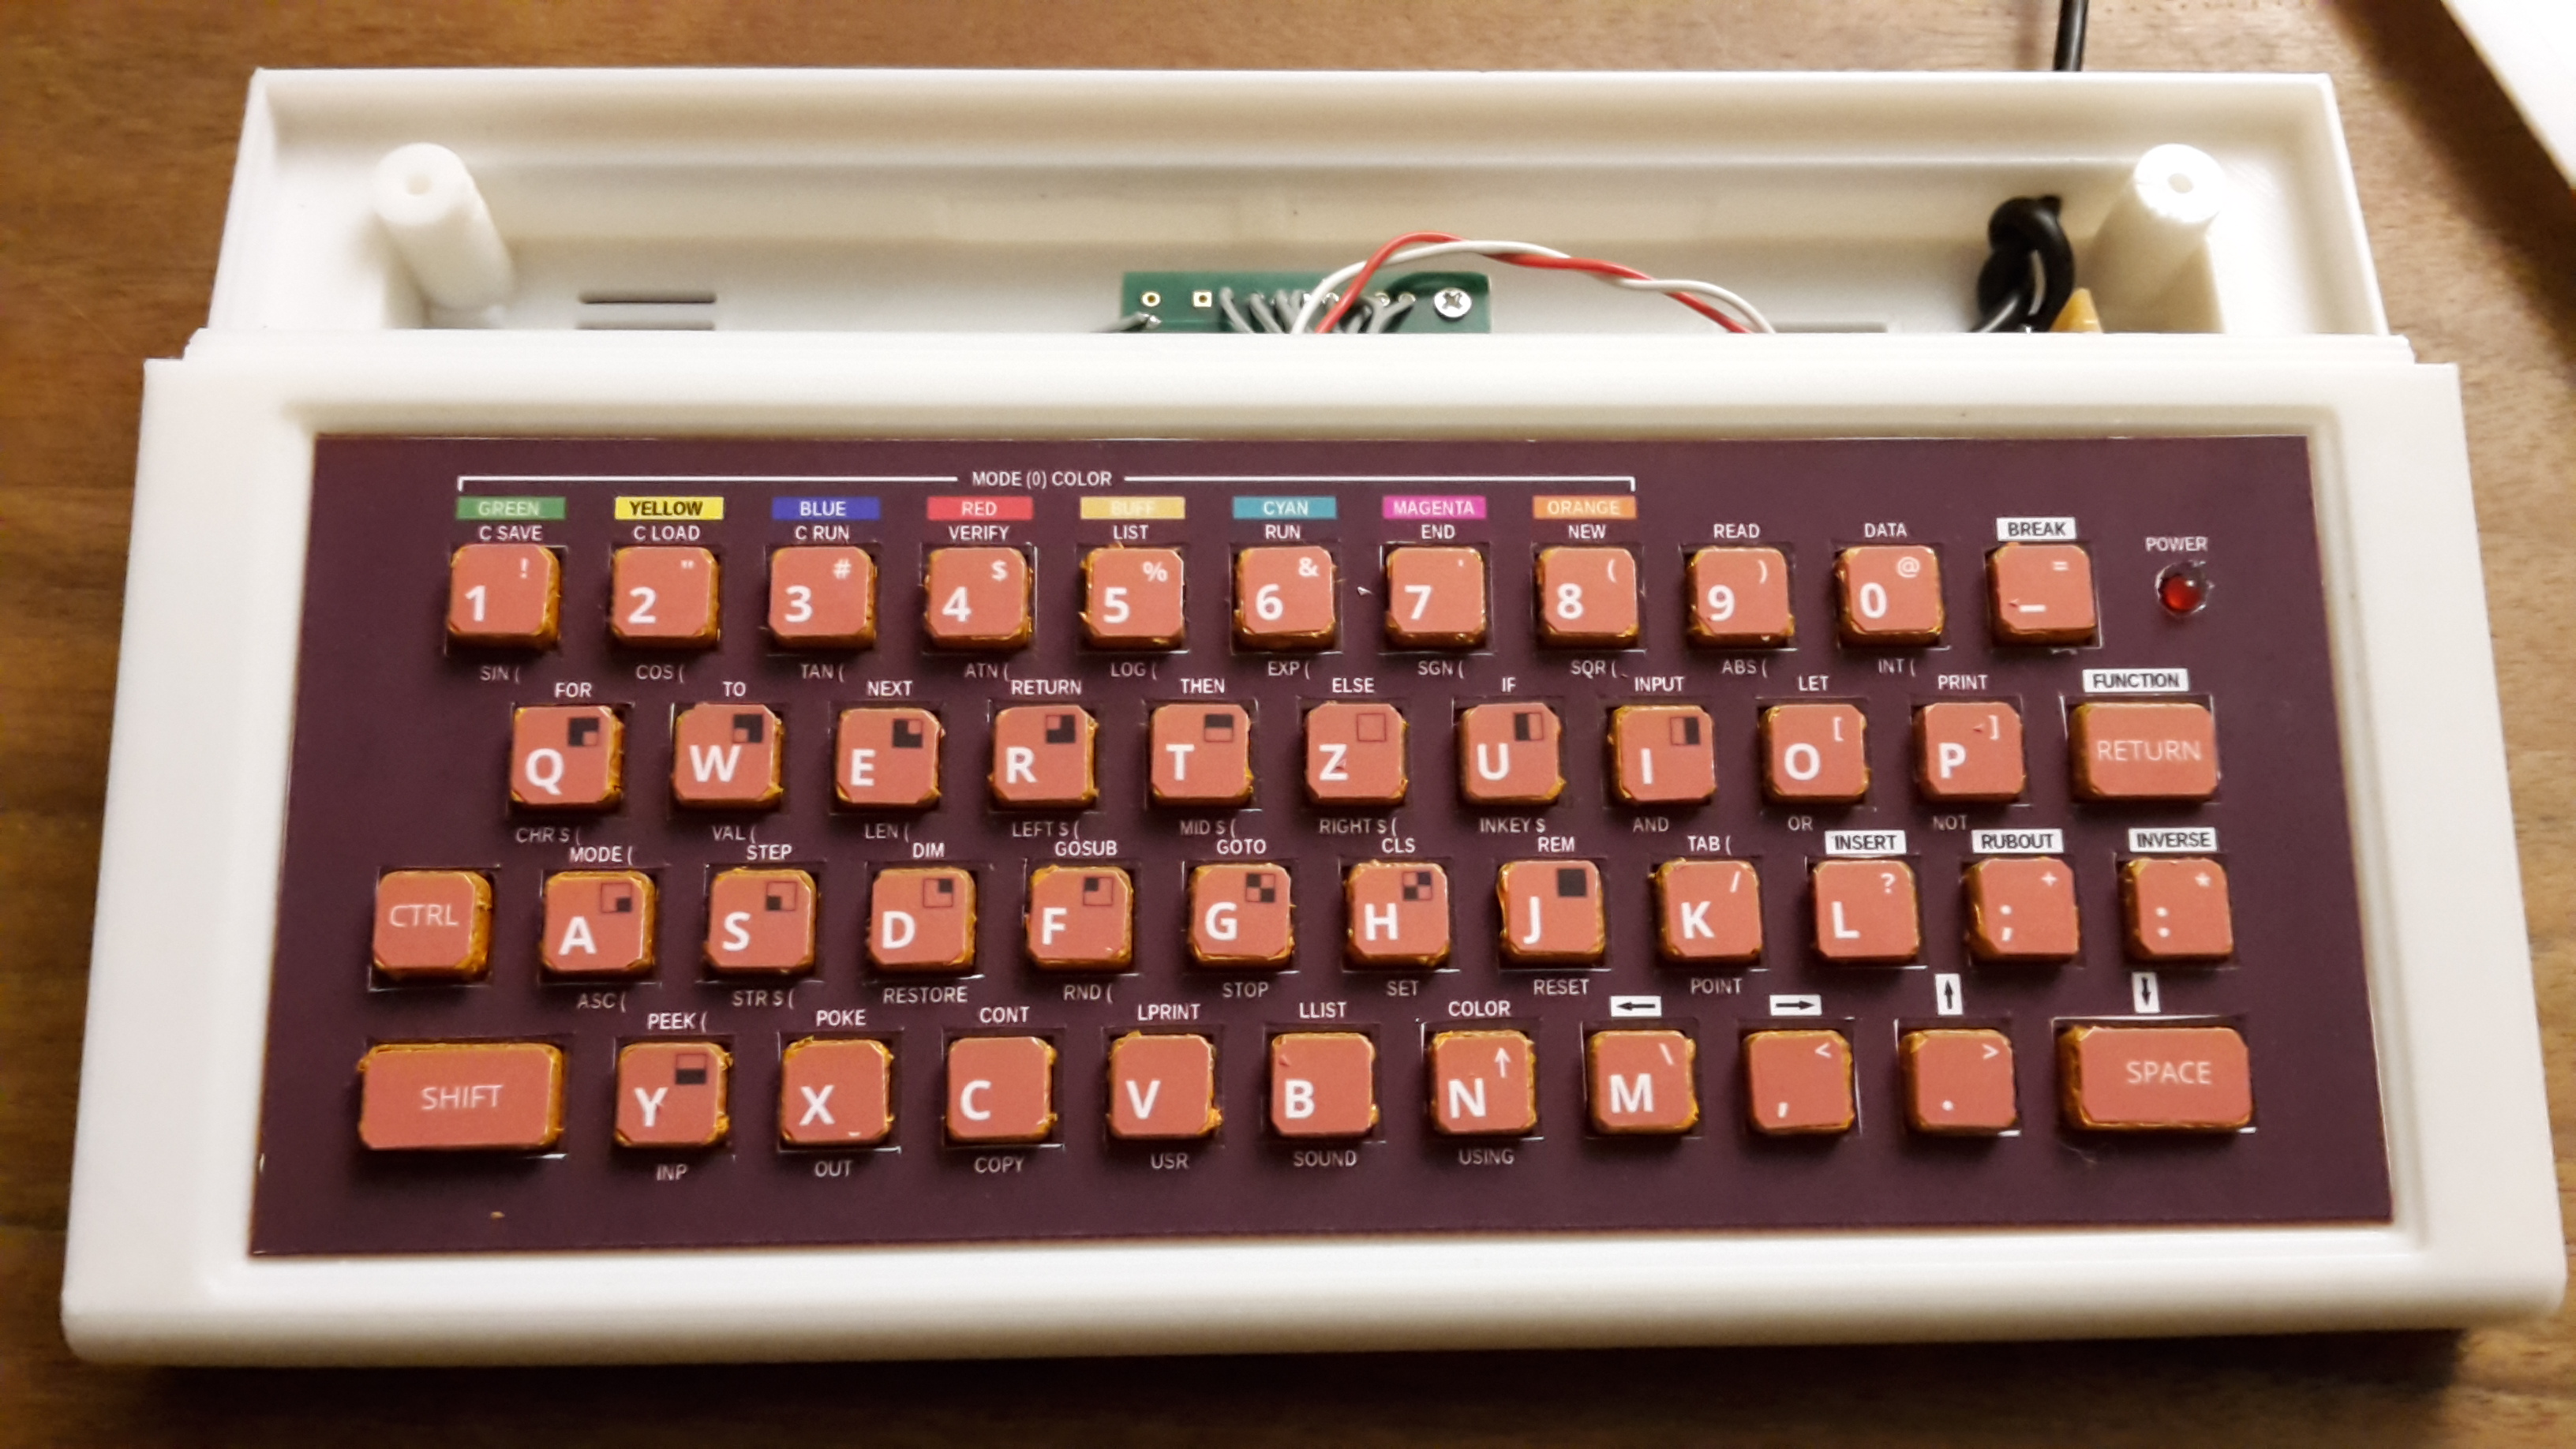 MODE (0) COLOR
GREEN YELLOW BLUE RED BUFF CYAN MAGENTA ORANGE
C SAVE C LOAD C RUN VERIFY LIST RUN END NEW READ DATA BREAK
POWER
! " # $ % & ' ( ) @ =
1 2 3 4 5 6 7 8 9 0 -
SIN ( COS ( TAN ( ATN ( LOG ( EXP ( SGN ( SQR ( ABS ( INT (
FOR TO NEXT RETURN THEN ELSE IF INPUT LET PRINT FUNCTION
[ ]
Q W E R T Z U I O P RETURN
CHR $ ( VAL ( LEN ( LEFT $ ( MID $ ( RIGHT $ ( INKEY $ AND OR NOT
MODE ( STEP DIM GOSUB GOTO CLS REM TAB ( INSERT RUBOUT INVERSE
/ ? + *
CTRL A S D F G H J K L ; :
ASC ( STR $ ( RESTORE RND ( STOP SET RESET POINT ↑ ↓
PEEK ( POKE CONT LPRINT LLIST COLOR ← →
↑ \ < >
SHIFT Y X C V B N M , . SPACE
INP OUT COPY USR SOUND USING